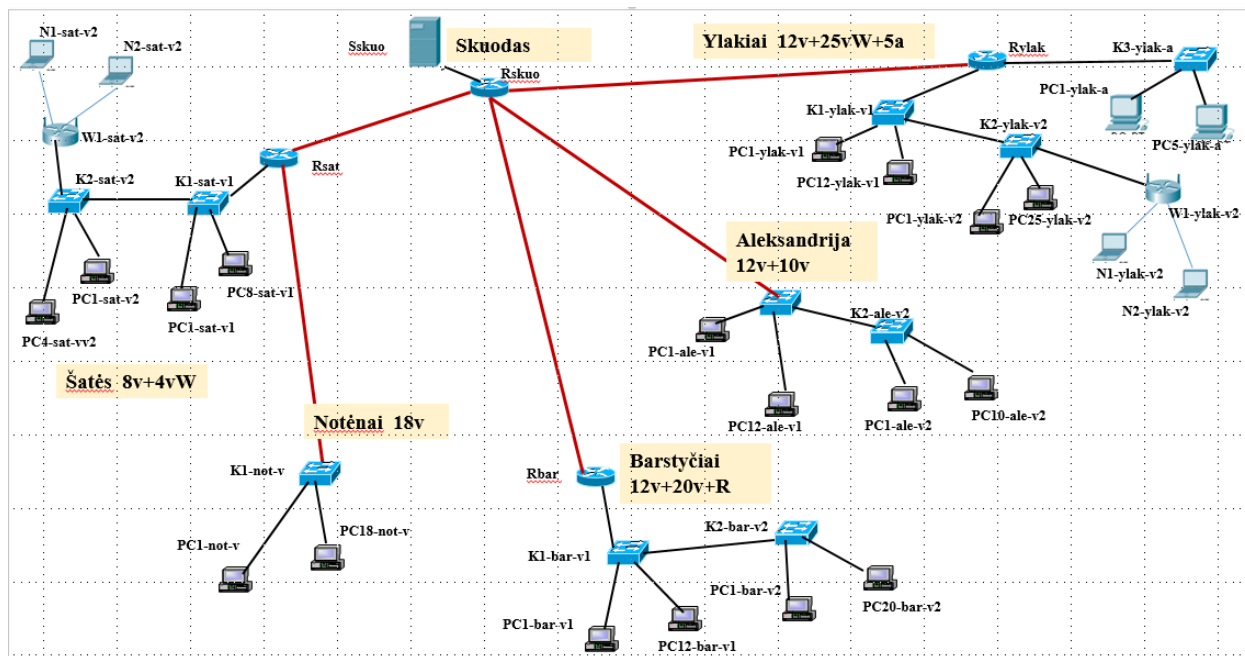 N1-sat-v2
N2-sat-v2
Sskuo
Skuodas
Rskuo
Ylakiai 12v+25vW+5a
Rylak
K3-ylak-a
PC1-ylak-a
PC5-ylak-a
K1-ylak-v1
K2-ylak-v2
PC1-ylak-v1
PC12-ylak-v1
PC1-ylak-v2
PC25-ylak-v2
W1-ylak-v2
N1-ylak-v2
N2-ylak-v2
W1-sat-v2
Rsat
K2-sat-v2
K1-sat-v1
PC1-sat-v2
PC8-sat-v1
PC1-sat-v1
PC4-sat-vv2
Šatės 8v+4vW
Aleksandrija
12v+10v
K2-ale-v2
PC1-ale-v1
PC12-ale-v1
PC1-ale-v2
PC10-ale-v2
Notėnai 18v
K1-not-v
PC1-not-v
PC18-not-v
Rbar
Barstyčiai
12v+20v+R
K1-bar-v1
K2-bar-v2
PC1-bar-v1
PC12-bar-v1
PC1-bar-v2
PC20-bar-v2